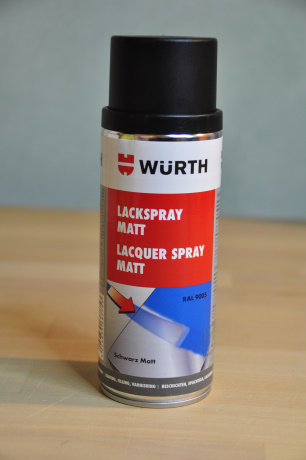 WÜRTH
LACKSPRAY
MATT
LACQUER SPRAY
MATT
RAL 9005
Schwarz Matt